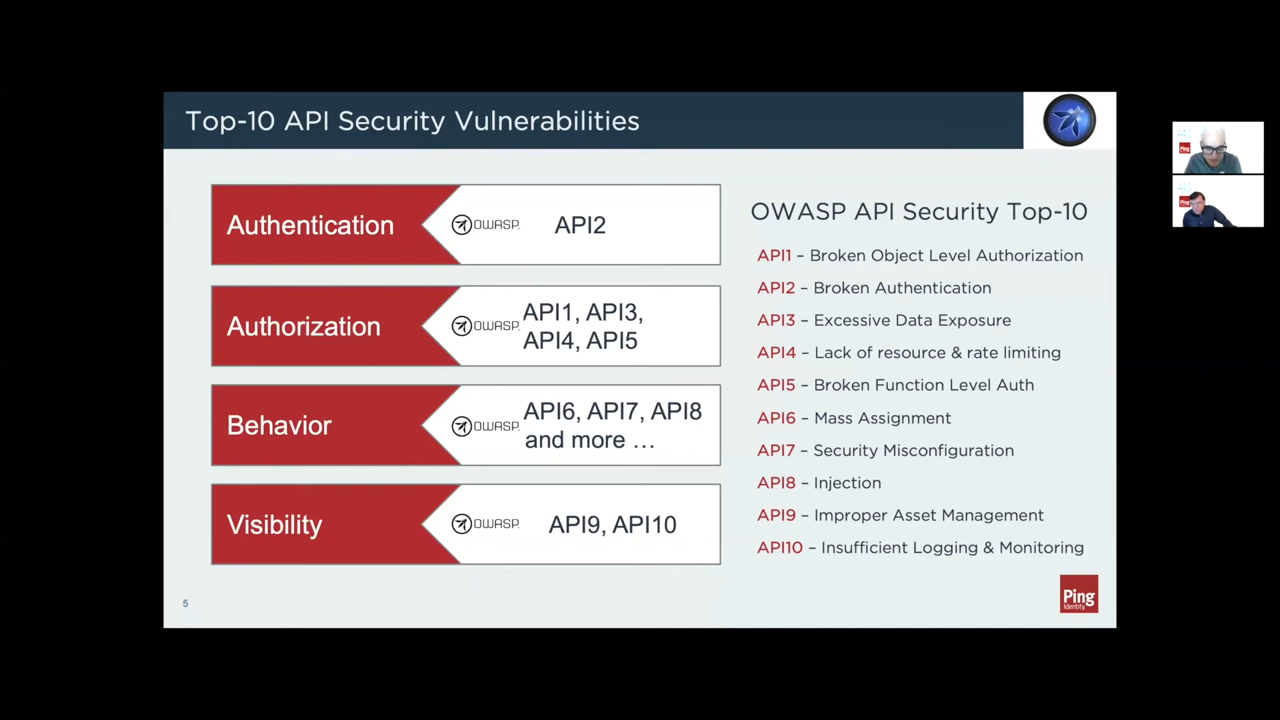 Top-10 API Security Vulnerabilities
Authentication
OWASP
API2
Authorization
OWASP
API1, API3,
API4, API5
Behavior
OWASP
API6, API7, API8
and more …
Visibility
OWASP
API9, API10
OWASP API Security Top-10
API1 – Broken Object Level Authorization
API2 – Broken Authentication
API3 – Excessive Data Exposure
API4 – Lack of resource & rate limiting
API5 – Broken Function Level Auth
API6 – Mass Assignment
API7 – Security Misconfiguration
API8 – Injection
API9 – Improper Asset Management
API10 – Insufficient Logging & Monitoring
5
Ping
Identity
Ping